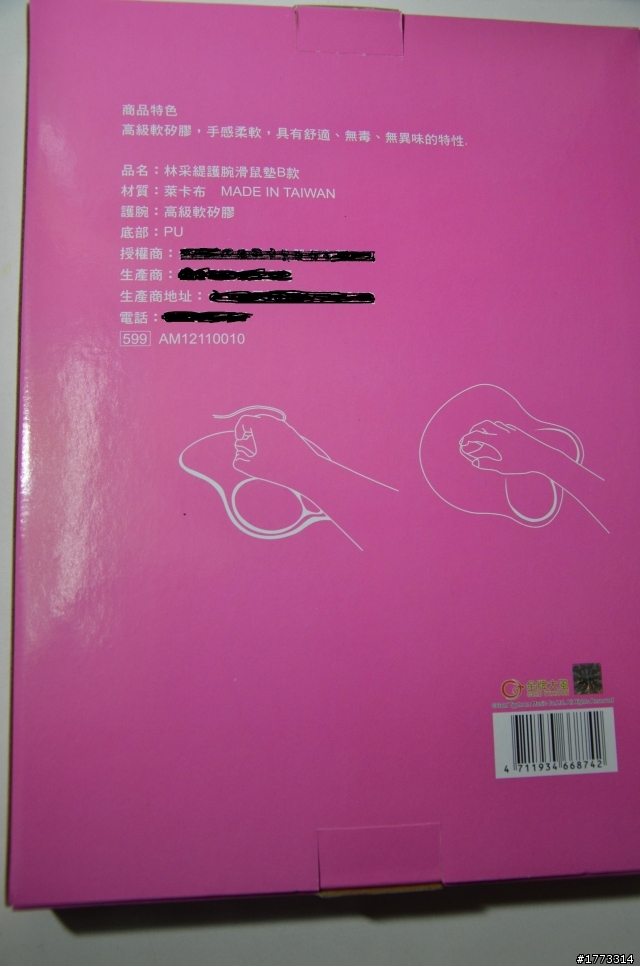 商品特色
高級軟矽膠，手感柔軟，具有舒適、無毒、無異味的特性.
品名：林采緹護腕滑鼠墊B款
材質：萊卡布 MADE IN TAIWAN
護腕：高級軟矽膠
底部：PU
授權商：
生產商：
生產商地址：
電話：
599 AM12110010
4 711934 668742
#1773314